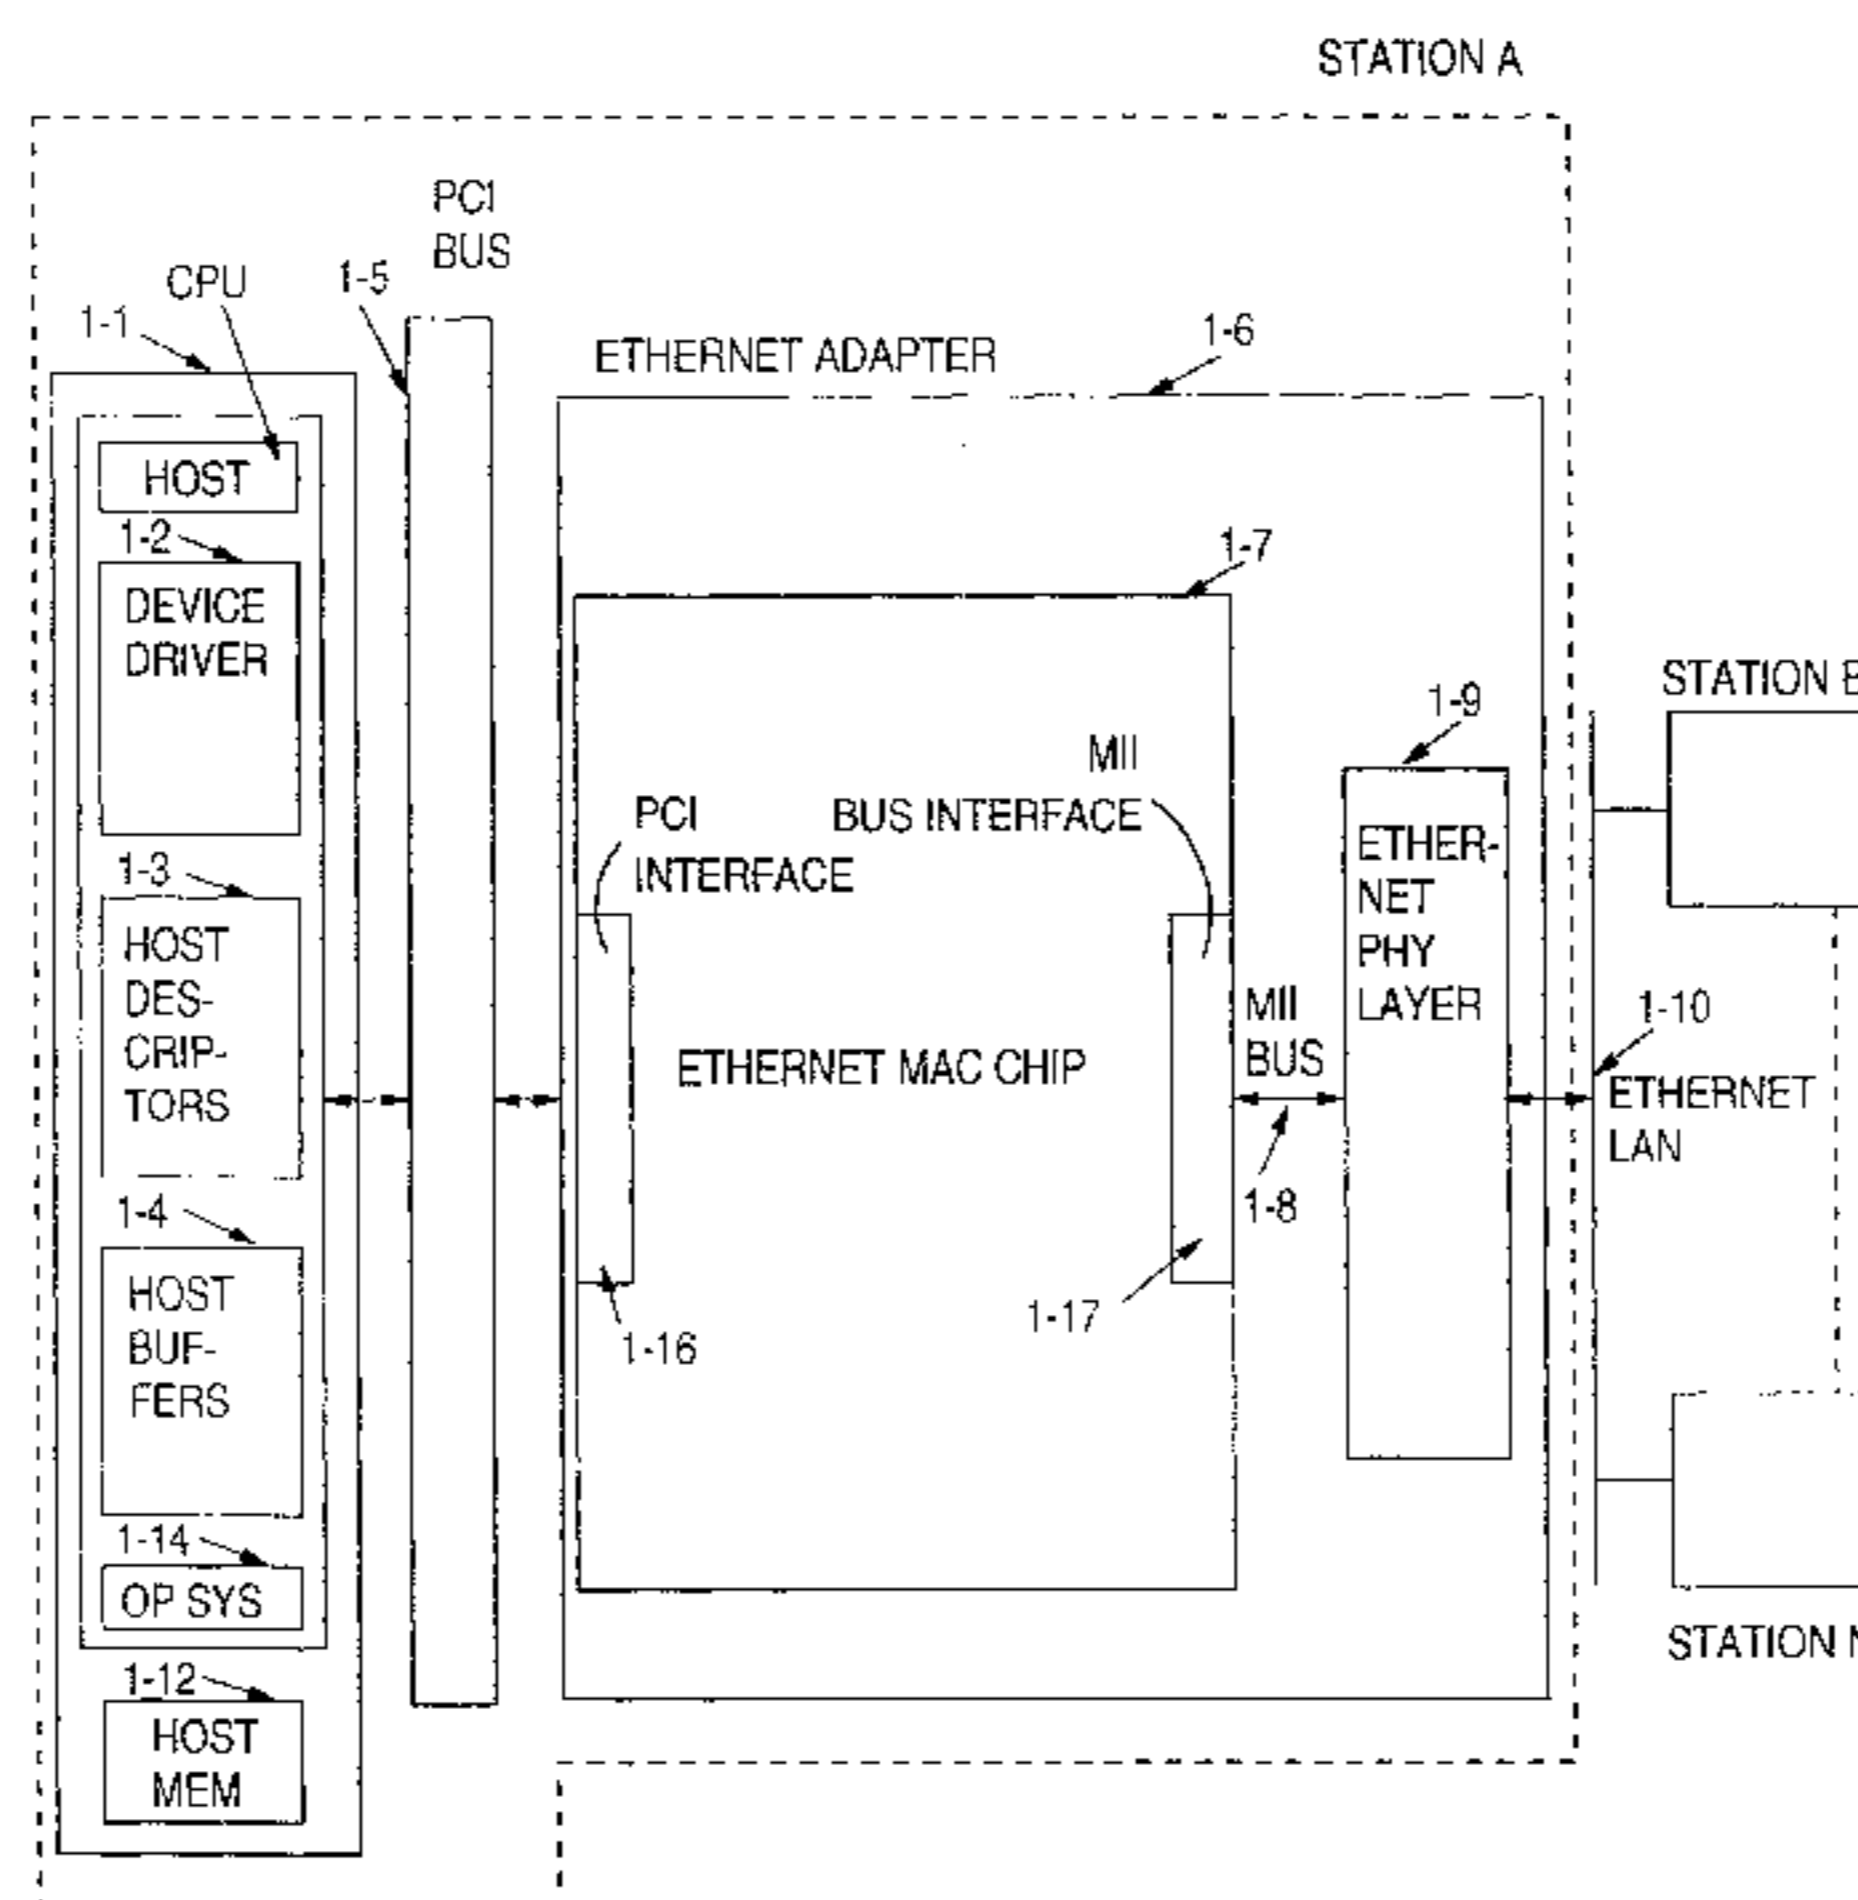 STATION A
PCI
BUS
CPU
1-5
1-1
ETHERNET ADAPTER
1-6
HOST
1-2
DEVICE
DRIVER
1-7
1-9
STATION B
MII
BUS INTERFACE
PCI
INTERFACE
ETHER-
NET
PHY
LAYER
1-3
HOST
DES-
CRIP-
TORS
ETHERNET MAC CHIP
MII
BUS
1-10
ETHERNET
LAN
1-8
1-4
HOST
BUF-
FERS
1-16
1-17
1-14
OP SYS
STATION N
1-12
HOST
MEM